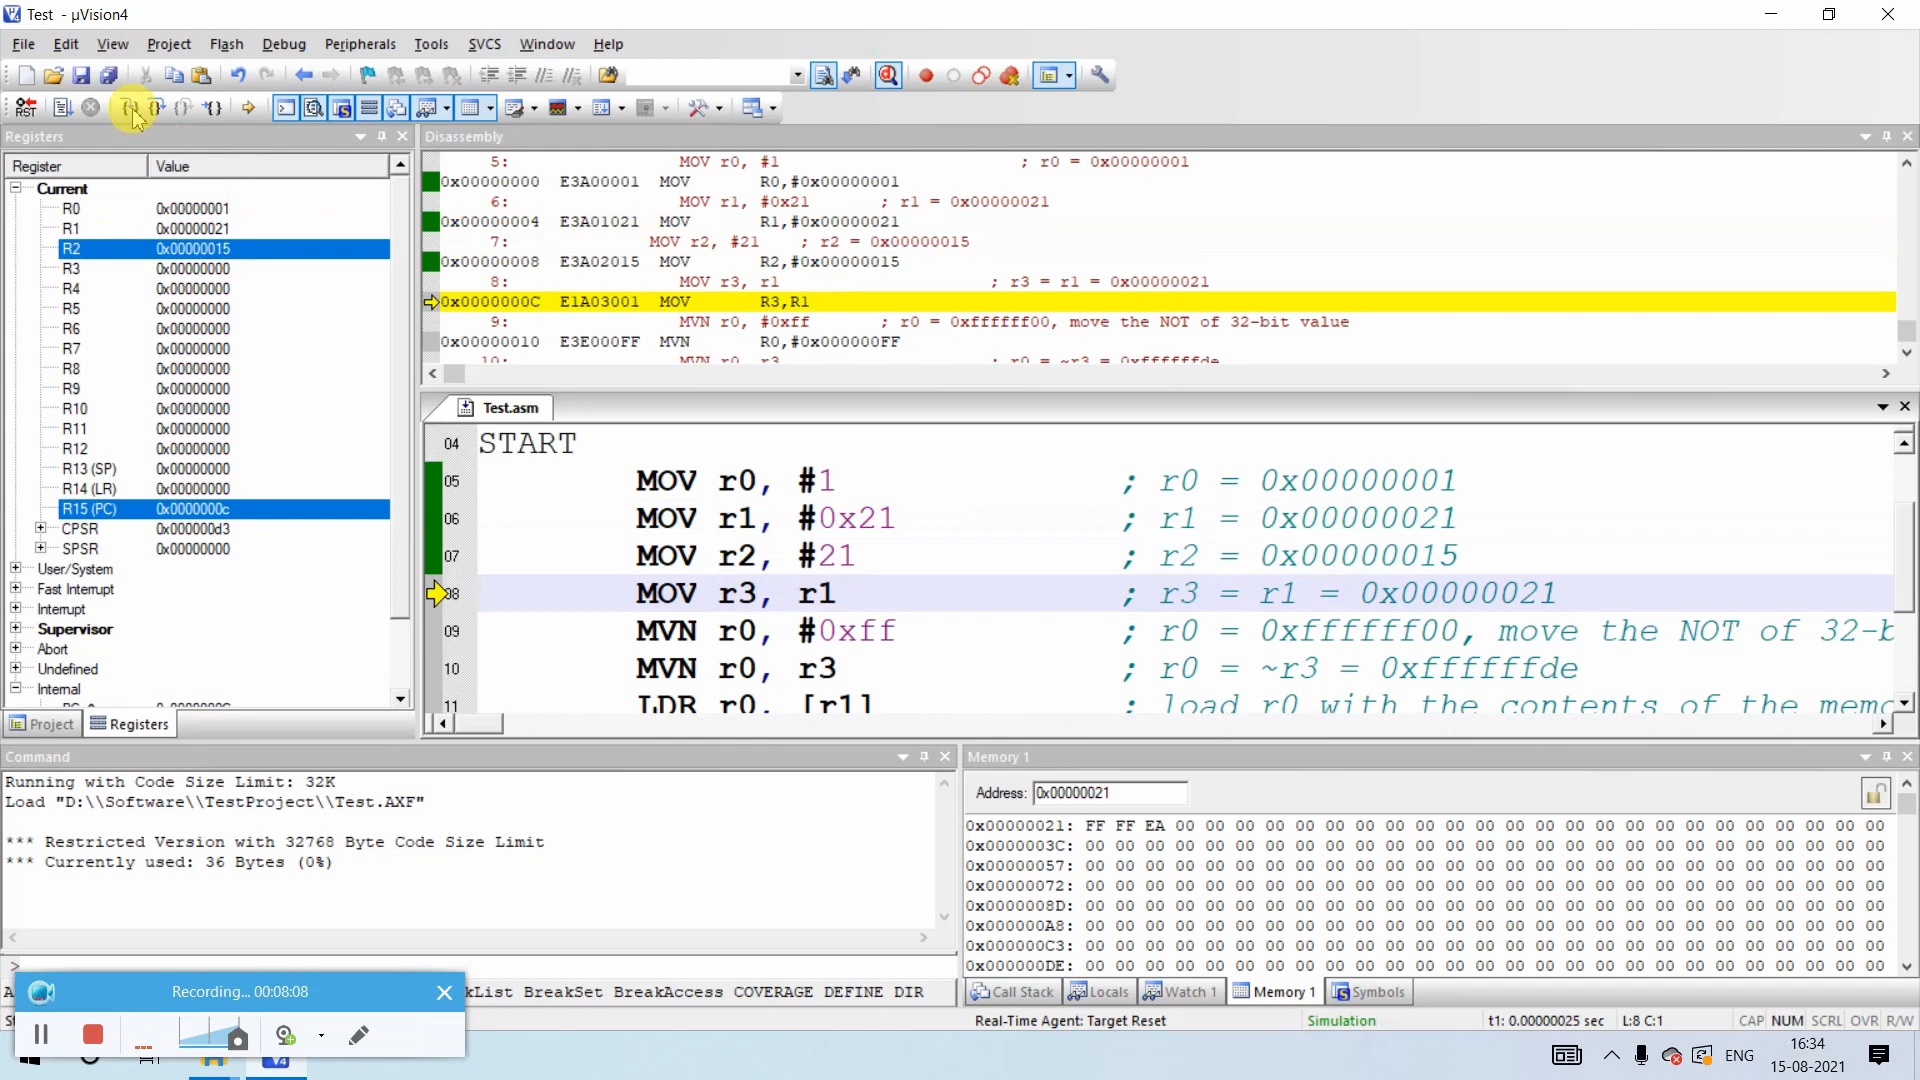 Test - µVision4
File Edit View Project Flash Debug Peripherals Tools SVCS Window Help
RST
Registers
Register Value
Current
R0 0x00000001
R1 0x00000021
R2 0x00000015
R3 0x00000000
R4 0x00000000
R5 0x00000000
R6 0x00000000
R7 0x00000000
R8 0x00000000
R9 0x00000000
R10 0x00000000
R11 0x00000000
R12 0x00000000
R13 (SP) 0x00000000
R14 (LR) 0x00000000
R15 (PC) 0x0000000c
CPSR 0x000000d3
SPSR 0x00000000
User/System
Fast Interrupt
Interrupt
Supervisor
Abort
Undefined
Internal
Project Registers
Disassembly
5: MOV r0, #1 ; r0 = 0x00000001
0x00000000 E3A00001 MOV R0,#0x00000001
6: MOV r1, #0x21 ; r1 = 0x00000021
0x00000004 E3A01021 MOV R1,#0x00000021
7: MOV r2, #21 ; r2 = 0x00000015
0x00000008 E3A02015 MOV R2,#0x00000015
8: MOV r3, r1 ; r3 = r1 = 0x00000021
0x0000000C E1A03001 MOV R3,R1
9: MVN r0, #0xff ; r0 = 0xffffff00, move the NOT of 32-bit value
0x00000010 E3E000FF MVN R0,#0x000000FF
10: MVN r0, r3 ; r0 = ~r3 = 0xffffffde
Test.asm
04 START
05 MOV r0, #1 ; r0 = 0x00000001
06 MOV r1, #0x21 ; r1 = 0x00000021
07 MOV r2, #21 ; r2 = 0x00000015
08 MOV r3, r1 ; r3 = r1 = 0x00000021
09 MVN r0, #0xff ; r0 = 0xffffff00, move the NOT of 32-b
10 MVN r0, r3 ; r0 = ~r3 = 0xffffffde
11 LDR r0, [r1] ; load r0 with the contents of the memo
Command
Running with Code Size Limit: 32K
Load "D:\\Software\\TestProject\\Test.AXF"
*** Restricted Version with 32768 Byte Code Size Limit
*** Currently used: 36 Bytes (0%)
>
kList BreakSet BreakAccess COVERAGE DEFINE DIR
Memory 1
Address: 0x00000021
0x00000021: FF FF EA 00 00 00 00 00 00 00 00 00 00 00 00 00 00 00 00 00 00 00 00 00 00 00 00
0x0000003C: 00 00 00 00 00 00 00 00 00 00 00 00 00 00 00 00 00 00 00 00 00 00 00 00 00 00 00
0x00000057: 00 00 00 00 00 00 00 00 00 00 00 00 00 00 00 00 00 00 00 00 00 00 00 00 00 00 00
0x00000072: 00 00 00 00 00 00 00 00 00 00 00 00 00 00 00 00 00 00 00 00 00 00 00 00 00 00 00
0x0000008D: 00 00 00 00 00 00 00 00 00 00 00 00 00 00 00 00 00 00 00 00 00 00 00 00 00 00 00
0x000000A8: 00 00 00 00 00 00 00 00 00 00 00 00 00 00 00 00 00 00 00 00 00 00 00 00 00 00 00
0x000000C3: 00 00 00 00 00 00 00 00 00 00 00 00 00 00 00 00 00 00 00 00 00 00 00 00 00 00 00
0x000000DE: 00 00 00 00 00 00 00 00 00 00 00 00 00 00 00 00 00 00 00 00 00 00 00 00 00 00 00
Call Stack Locals Watch 1 Memory 1 Symbols
Real-Time Agent: Target Reset Simulation t1: 0.00000025 sec L:8 C:1 CAP NUM SCRL OVR R/W
Recording... 00:08:08
ENG
16:34
15-08-2021